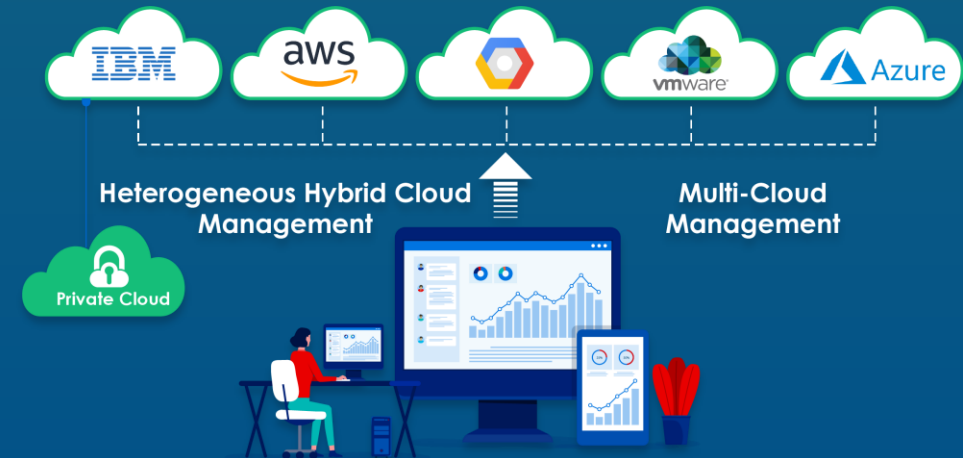 IBM
aws
vmware
Azure
Heterogeneous Hybrid Cloud
Management
Multi-Cloud
Management
Private Cloud